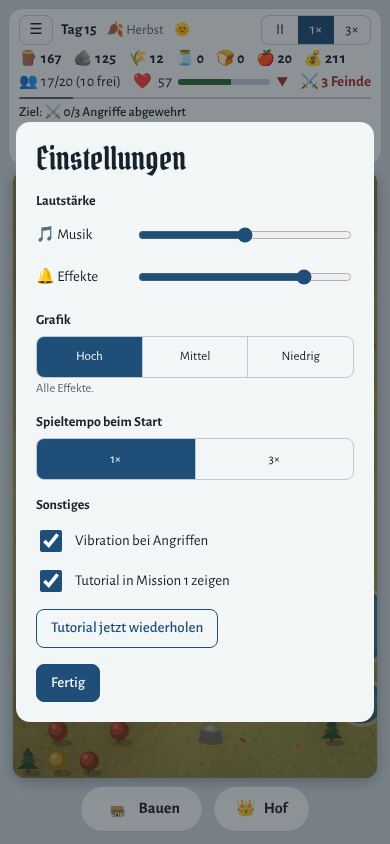 ☰ Tag 15 🍂 Herbst ☀️ II 1× 3×
🪵 167 🪨 125 🌾 12 🫙 0 🍞 0 🍎 20 💰 211
👥 17/20 (10 frei) ❤️ 57 ▼ ⚔️ 3 Feinde
Ziel: ⚔️ 0/3 Angriffe abgewehrt
Einstellungen
Lautstärke
🎵 Musik
🔔 Effekte
Grafik
Hoch Mittel Niedrig
Alle Effekte.
Spieltempo beim Start
1× 3×
Sonstiges
Vibration bei Angriffen
Tutorial in Mission 1 zeigen
Tutorial jetzt wiederholen
Fertig
Bauen 👑 Hof